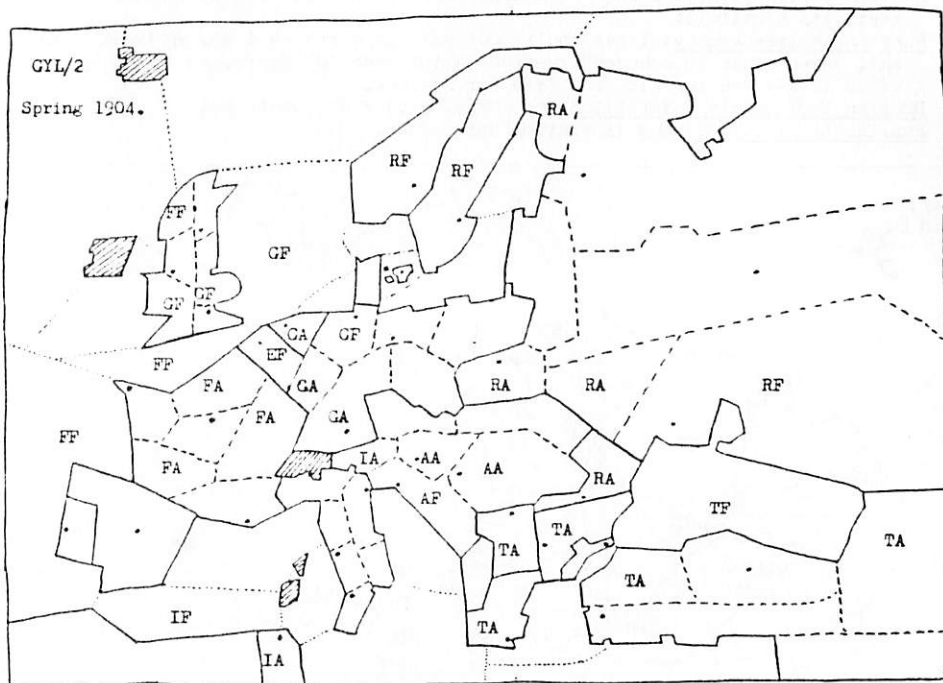 GYL/2
Spring 1904.
RA
RF
RF
FF
GF
GF
GF
FF
GA
GF
EF
FA
GA
RA
RA
RF
FA
GA
FF
FA
IA
AA
AA
RA
AF
TF
TA
TA
TA
TA
IF
TA
IA